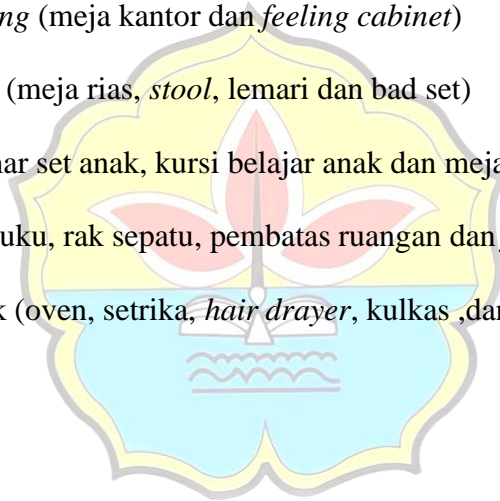 ng (meja kantor dan feeling cabinet)
(meja rias, stool, lemari dan bad set)
ar set anak, kursi belajar anak dan meja
uku, rak sepatu, pembatas ruangan dan
k (oven, setrika, hair drayer, kulkas ,dan